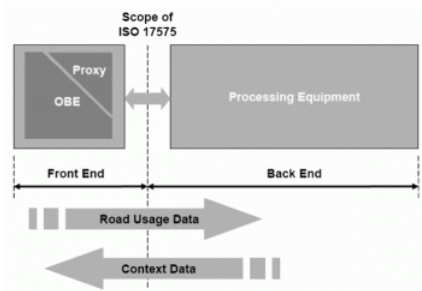 Scope of
ISO 17575
Proxy
OBE
Processing Equipment
Front End
Back End
Road Usage Data
Context Data